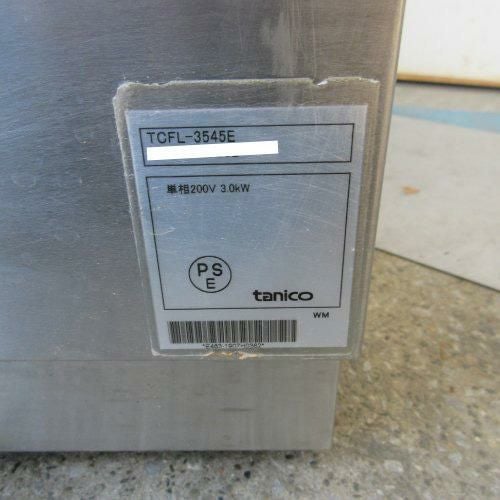 TCFL-3545E
単相200V 3.0kW
PS
E
tanico
WM